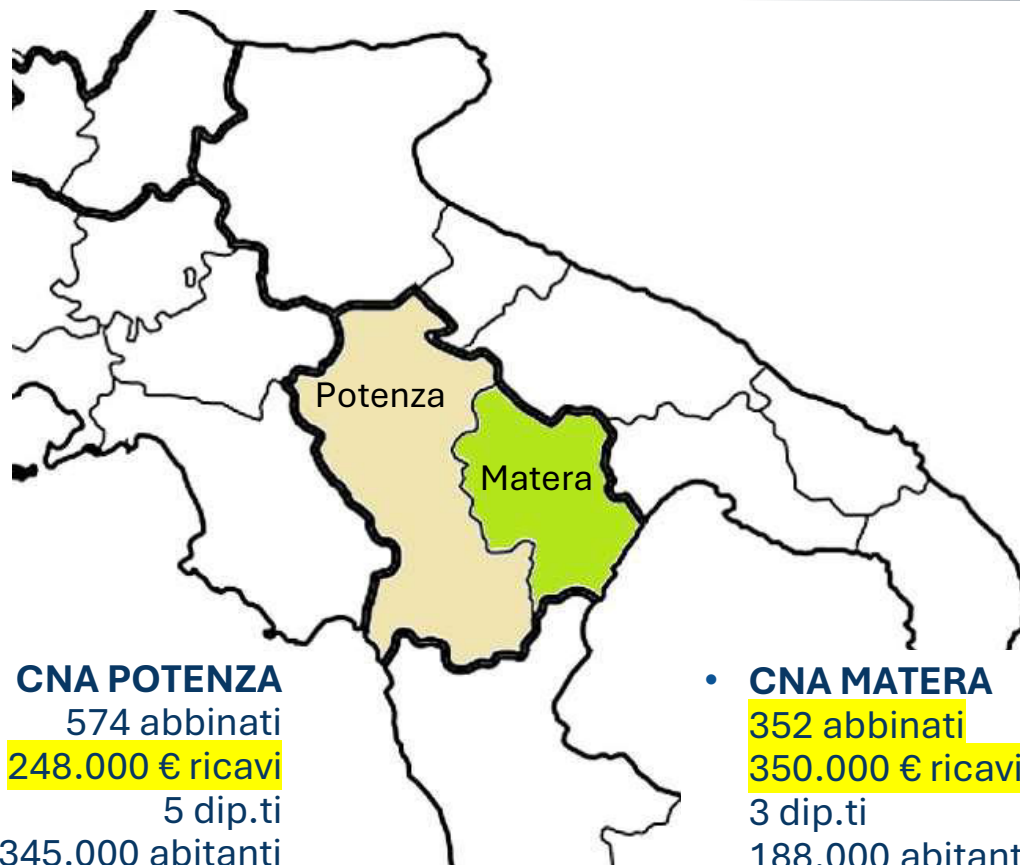 Potenza
Matera
CNA POTENZA
574 abbinati
248.000 € ricavi
5 dip.ti
345.000 abitanti
• CNA MATERA
352 abbinati
350.000 € ricavi
3 dip.ti
188.000 abitant